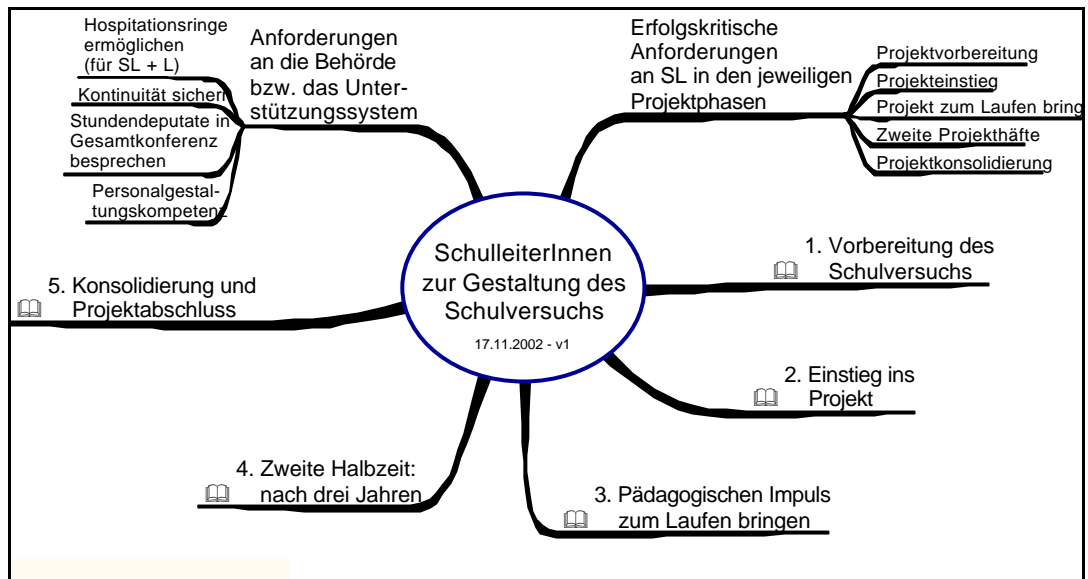 Hospitationsringe
ermöglichen
(für SL + L)
Kontinuität sichern
Stundendeputate in
Gesamtkonferenz
besprechen
Personalgestal-
tungskompetenz
Anforderungen
an die Behörde
bzw. das Unter-
stützungssystem
Erfolgskritische
Anforderungen
an SL in den jeweiligen
Projektphasen
Projektvorbereitung
Projekteinstieg
Projekt zum Laufen bring
Zweite Projekthäfte
Projektkonsolidierung
SchulleiterInnen
zur Gestaltung des
Schulversuchs
17.11.2002 - v1
1. Vorbereitung des
Schulversuchs
2. Einstieg ins
Projekt
3. Pädagogischen Impuls
zum Laufen bringen
4. Zweite Halbzeit:
nach drei Jahren
5. Konsolidierung und
Projektabschluss